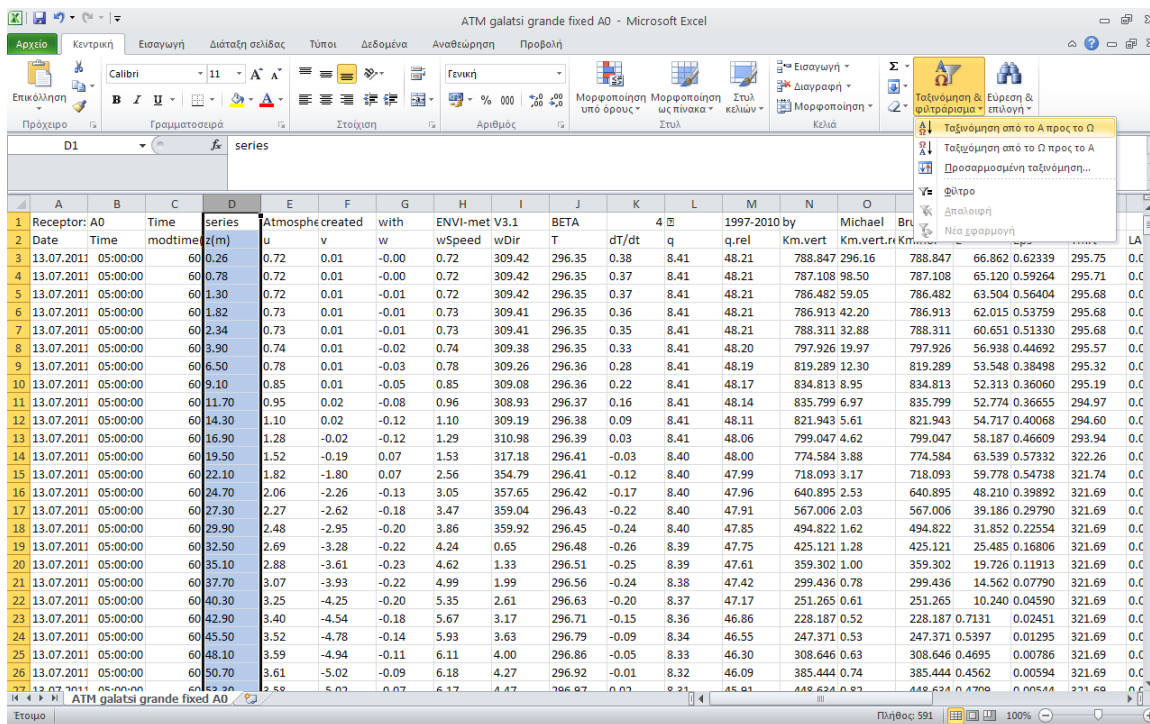 ATM galatsi grande fixed A0 - Microsoft Excel
Αρχείο Κεντρική Εισαγωγή Διάταξη σελίδας Τύποι Δεδομένα Αναθεώρηση Προβολή
Επικόλληση Calibri 11 Γενική Μορφοποίηση υπό όρους Μορφοποίηση ως πίνακα Στυλ κελιών Εισαγωγή Διαγραφή Μορφοποίηση Ταξινόμηση & φιλτράρισμα Εύρεση & επιλογή
Πρόχειρο Γραμματοσειρά Στοίχιση Αριθμός Στυλ Κελιά
Ταξινόμηση από το Α προς το Ω
Ταξινόμηση από το Ω προς το Α
Προσαρμοσμένη ταξινόμηση...
Φίλτρο
Απαλοιφή
Νέα εφαρμογή
D1 fx series
A B C D E F G H I J K L M N O
1 Receptor: A0 Time series Atmosphe created with ENVI-met V3.1 BETA 4 1997-2010 by Michael
2 Date Time modtime( z(m) u v w wSpeed wDir T dT/dt q q.rel Km.vert Km.vert.r LA
3 13.07.2011 05:00:00 60 0.26 0.72 0.01 -0.00 0.72 309.42 296.35 0.38 8.41 48.21 788.847 296.16 788.847 66.862 0.62339 295.75 0.0
4 13.07.2011 05:00:00 60 0.78 0.72 0.01 -0.00 0.72 309.42 296.35 0.37 8.41 48.21 787.108 98.50 787.108 65.120 0.59264 295.71 0.0
5 13.07.2011 05:00:00 60 1.30 0.72 0.01 -0.01 0.72 309.42 296.35 0.37 8.41 48.21 786.482 59.05 786.482 63.504 0.56404 295.68 0.0
6 13.07.2011 05:00:00 60 1.82 0.73 0.01 -0.01 0.73 309.41 296.35 0.36 8.41 48.21 786.913 42.20 786.913 62.015 0.53759 295.68 0.0
7 13.07.2011 05:00:00 60 2.34 0.73 0.01 -0.01 0.73 309.41 296.35 0.35 8.41 48.21 788.311 32.88 788.311 60.651 0.51330 295.68 0.0
8 13.07.2011 05:00:00 60 3.90 0.74 0.01 -0.02 0.74 309.38 296.35 0.33 8.41 48.20 797.926 19.97 797.926 56.938 0.44692 295.57 0.0
9 13.07.2011 05:00:00 60 6.50 0.78 0.01 -0.03 0.78 309.26 296.36 0.28 8.41 48.19 819.289 12.30 819.289 53.548 0.38498 295.32 0.0
10 13.07.2011 05:00:00 60 9.10 0.85 0.01 -0.05 0.85 309.08 296.36 0.22 8.41 48.17 834.813 8.95 834.813 52.313 0.36060 295.19 0.0
11 13.07.2011 05:00:00 60 11.70 0.95 0.02 -0.08 0.96 308.93 296.37 0.16 8.41 48.14 835.799 6.97 835.799 52.774 0.36655 294.97 0.0
12 13.07.2011 05:00:00 60 14.30 1.10 0.02 -0.12 1.10 309.19 296.38 0.09 8.41 48.11 821.943 5.61 821.943 54.717 0.40068 294.60 0.0
13 13.07.2011 05:00:00 60 16.90 1.28 -0.02 -0.12 1.29 310.98 296.39 0.03 8.41 48.06 799.047 4.62 799.047 58.187 0.46609 293.94 0.0
14 13.07.2011 05:00:00 60 19.50 1.52 -0.19 0.07 1.53 317.18 296.41 -0.03 8.40 48.00 774.584 3.88 774.584 63.539 0.57332 322.26 0.0
15 13.07.2011 05:00:00 60 22.10 1.82 -1.80 0.07 2.56 354.79 296.41 -0.12 8.40 47.99 718.093 3.17 718.093 59.778 0.54738 321.74 0.0
16 13.07.2011 05:00:00 60 24.70 2.06 -2.26 -0.13 3.05 357.65 296.42 -0.17 8.40 47.96 640.895 2.53 640.895 48.210 0.39892 321.69 0.0
17 13.07.2011 05:00:00 60 27.30 2.27 -2.62 -0.18 3.47 359.04 296.43 -0.22 8.40 47.91 567.006 2.03 567.006 39.186 0.29790 321.69 0.0
18 13.07.2011 05:00:00 60 29.90 2.48 -2.95 -0.20 3.86 359.92 296.45 -0.24 8.40 47.85 494.822 1.62 494.822 31.852 0.22554 321.69 0.0
19 13.07.2011 05:00:00 60 32.50 2.69 -3.28 -0.22 4.24 0.65 296.48 -0.26 8.39 47.75 425.121 1.28 425.121 25.485 0.16806 321.69 0.0
20 13.07.2011 05:00:00 60 35.10 2.88 -3.61 -0.23 4.62 1.33 296.51 -0.25 8.39 47.61 359.302 1.00 359.302 19.726 0.11913 321.69 0.0
21 13.07.2011 05:00:00 60 37.70 3.07 -3.93 -0.22 4.99 1.99 296.56 -0.24 8.38 47.42 299.436 0.78 299.436 14.562 0.07790 321.69 0.0
22 13.07.2011 05:00:00 60 40.30 3.25 -4.25 -0.20 5.35 2.61 296.63 -0.20 8.37 47.17 251.265 0.61 251.265 10.240 0.04590 321.69 0.0
23 13.07.2011 05:00:00 60 42.90 3.40 -4.54 -0.18 5.67 3.17 296.71 -0.15 8.36 46.86 228.187 0.52 228.187 0.7131 0.02451 321.69 0.0
24 13.07.2011 05:00:00 60 45.50 3.52 -4.78 -0.14 5.93 3.63 296.79 -0.09 8.34 46.55 247.371 0.53 247.371 0.5397 0.01295 321.69 0.0
25 13.07.2011 05:00:00 60 48.10 3.59 -4.94 -0.11 6.11 4.00 296.86 -0.05 8.33 46.30 308.646 0.63 308.646 0.4695 0.00786 321.69 0.0
26 13.07.2011 05:00:00 60 50.70 3.61 -5.02 -0.09 6.18 4.27 296.92 -0.01 8.32 46.09 385.444 0.74 385.444 0.4562 0.00594 321.69 0.0
ATM galatsi grande fixed A0
Έτοιμο Πλήθος: 591 100%